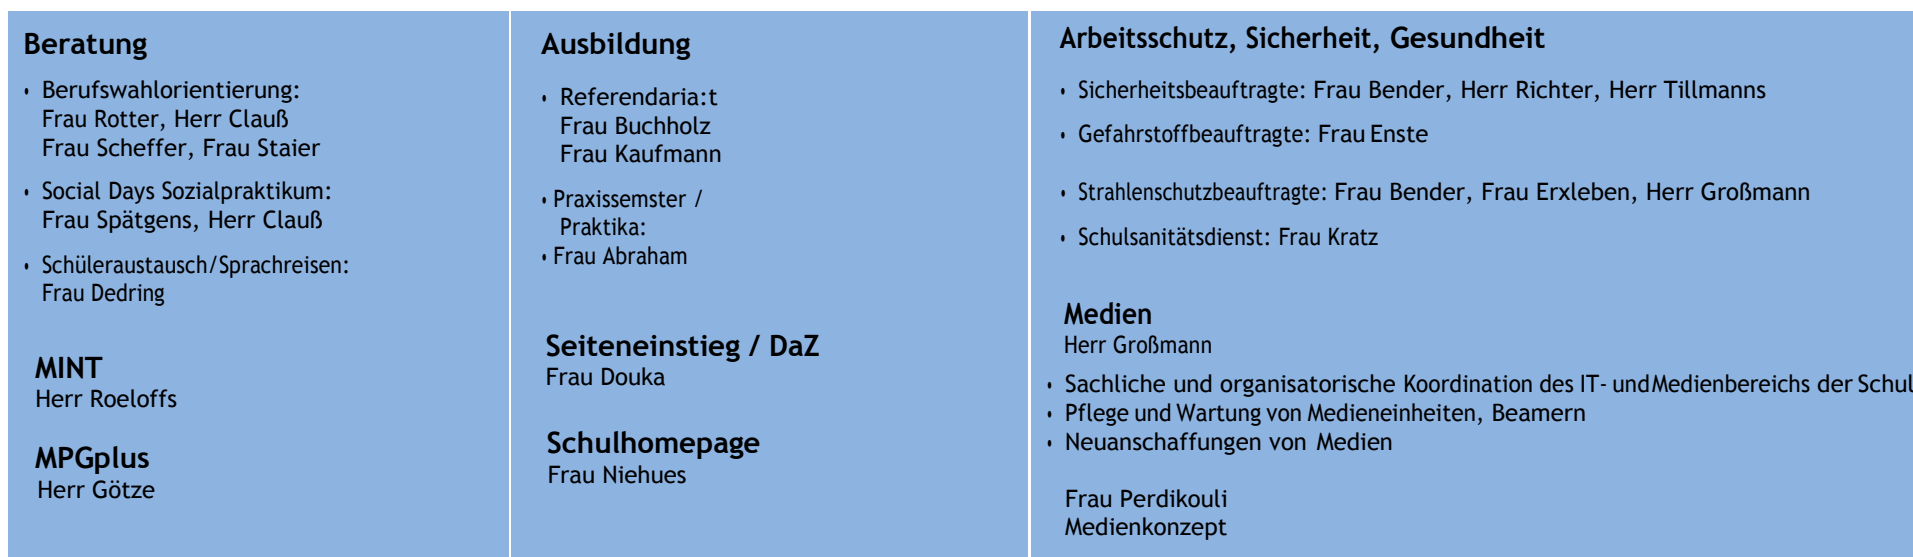 Beratung
• Berufswahlorientierung:
Frau Rotter, Herr Clauß
Frau Scheffer, Frau Staier
• Social Days Sozialpraktikum:
Frau Spätgens, Herr Clauß
• Schüleraustausch/Sprachreisen:
Frau Dedring
MINT
Herr Roeloffs
MPGplus
Herr Götze
Ausbildung
• Referendaria:t
Frau Buchholz
Frau Kaufmann
• Praxissemster /
Praktika:
• Frau Abraham
Seiteneinstieg / DaZ
Frau Douka
Schulhomepage
Frau Niehues
Arbeitsschutz, Sicherheit, Gesundheit
• Sicherheitsbeauftragte: Frau Bender, Herr Richter, Herr Tillmanns
• Gefahrstoffbeauftragte: Frau Enste
• Strahlenschutzbeauftragte: Frau Bender, Frau Erxleben, Herr Großmann
• Schulsanitätsdienst: Frau Kratz
Medien
Herr Großmann
• Sachliche und organisatorische Koordination des IT- und Medienbereichs der Schul
• Pflege und Wartung von Medieneinheiten, Beamern
• Neuanschaffungen von Medien
Frau Perdikouli
Medienkonzept